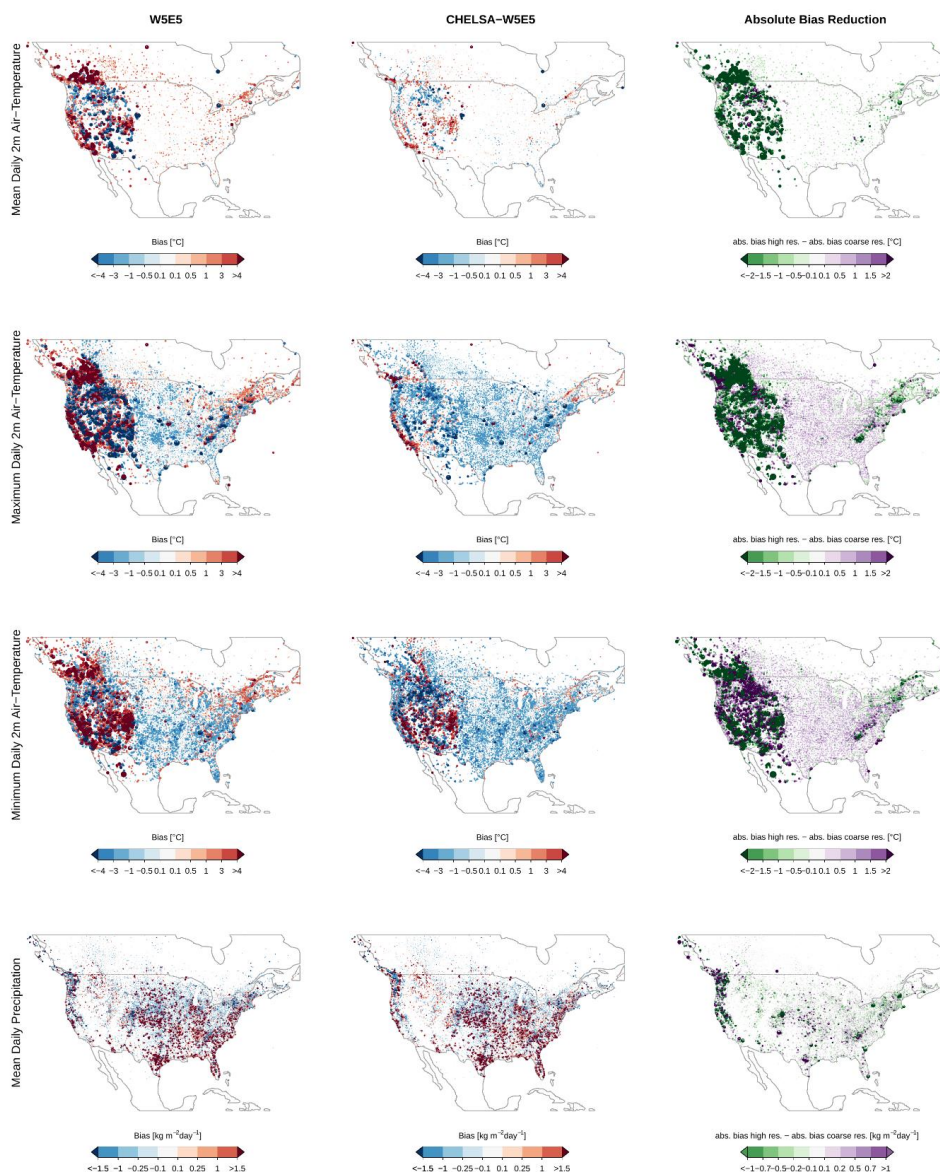 W5E5 CHELSA−W5E5 Absolute Bias Reduction
Mean Daily 2m Air−Temperature
Bias [°C] Bias [°C] abs. bias high res. − abs. bias coarse res. [°C]
<−4 −3 −1 −0.5 0.1 0.1 0.5 1 3 >4 <−4 −3 −1 −0.5 0.1 0.1 0.5 1 3 >4 <−2−1.5 −1 −0.5−0.1 0.1 0.5 1 1.5 >2
Maximum Daily 2m Air−Temperature
Bias [°C] Bias [°C] abs. bias high res. − abs. bias coarse res. [°C]
<−4 −3 −1 −0.5 0.1 0.1 0.5 1 3 >4 <−4 −3 −1 −0.5 0.1 0.1 0.5 1 3 >4 <−2−1.5 −1 −0.5−0.1 0.1 0.5 1 1.5 >2
Minimum Daily 2m Air−Temperature
Bias [°C] Bias [°C] abs. bias high res. − abs. bias coarse res. [°C]
<−4 −3 −1 −0.5 0.1 0.1 0.5 1 3 >4 <−4 −3 −1 −0.5 0.1 0.1 0.5 1 3 >4 <−2−1.5 −1 −0.5−0.1 0.1 0.5 1 1.5 >2
Mean Daily Precipitation
Bias [kg m⁻²day⁻¹] Bias [kg m⁻²day⁻¹] abs. bias high res. − abs. bias coarse res. [kg m⁻²day⁻¹]
<−1.5 −1 −0.25 −0.1 0.1 0.25 1 >1.5 <−1.5 −1 −0.25 −0.1 0.1 0.25 1 >1.5 <−1−0.7−0.5−0.2−0.1 0.1 0.2 0.5 0.7 >1